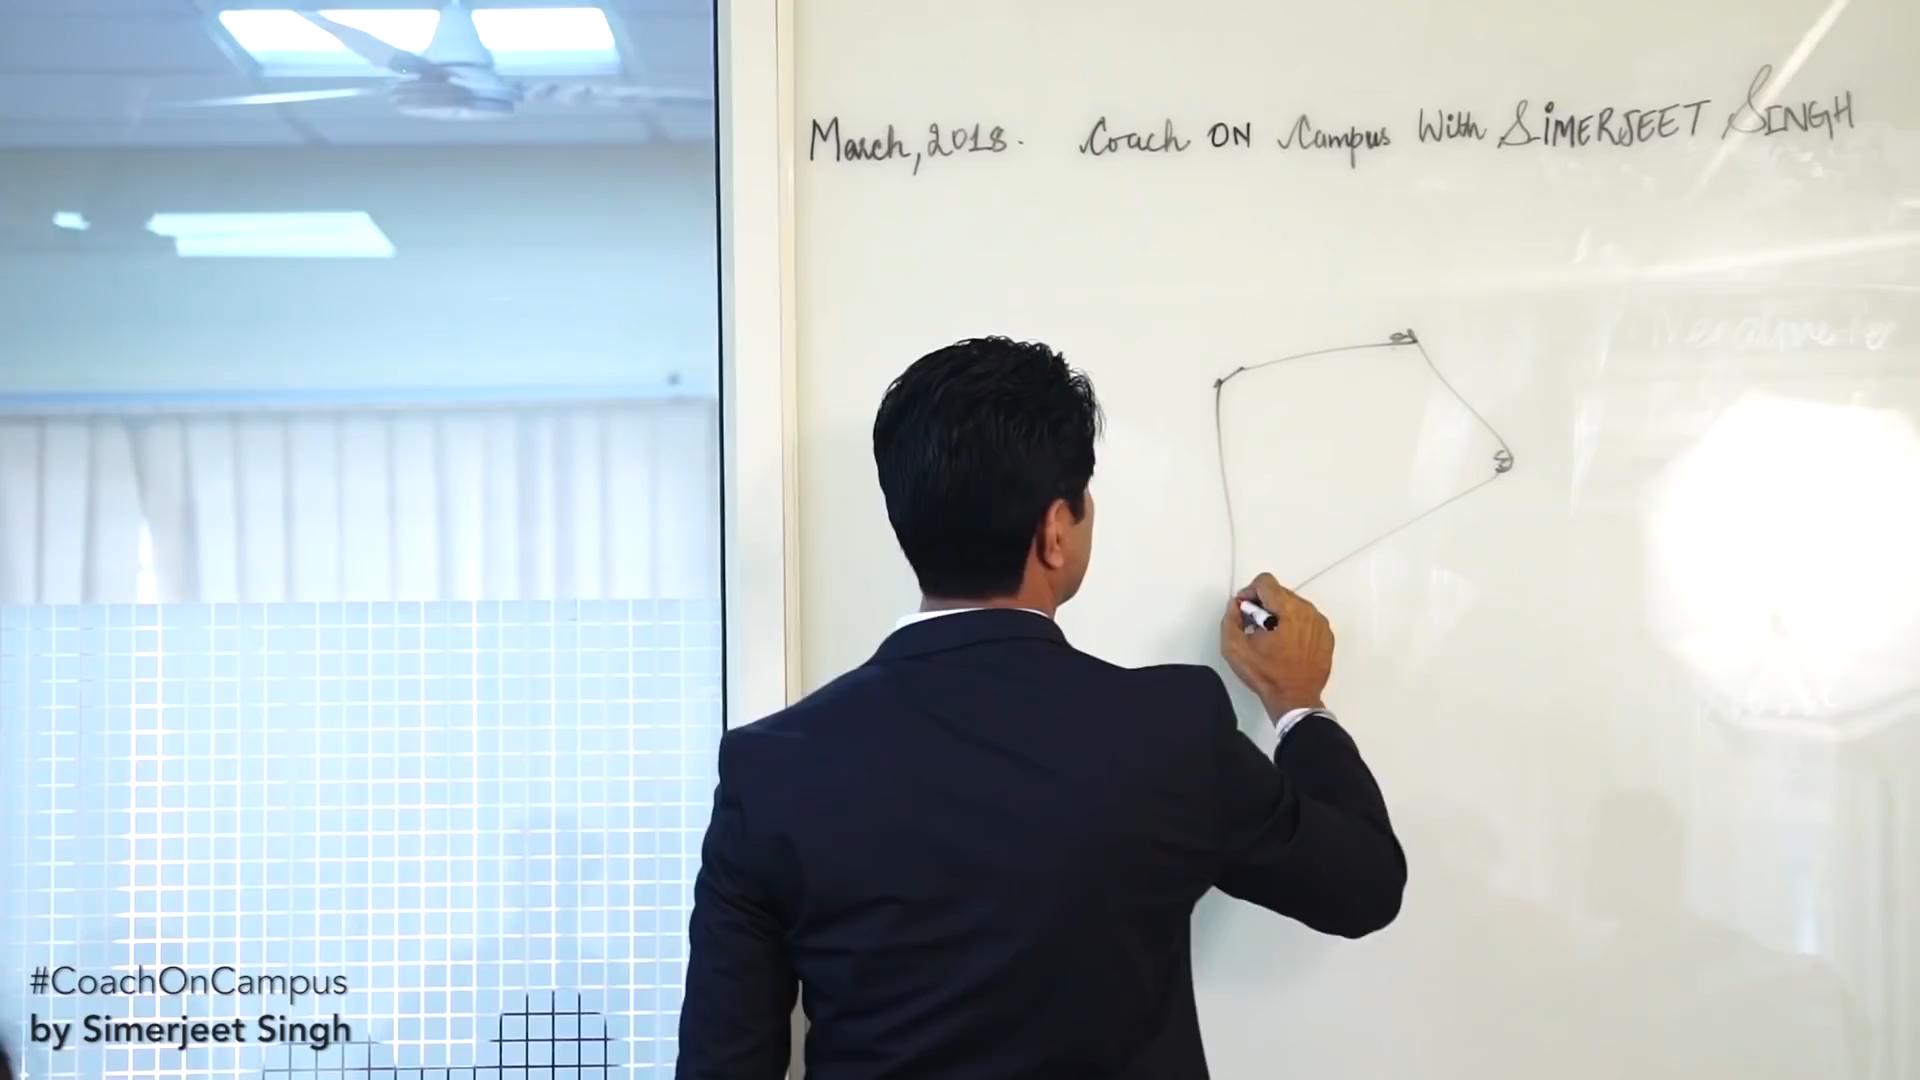 March, 2018. Coach ON Campus With SIMERJEET SINGH
#CoachOnCampus
by Simerjeet Singh